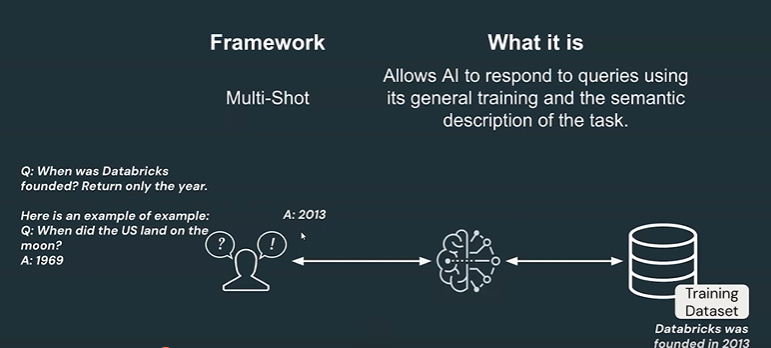 Framework
What it is
Multi-Shot
Allows AI to respond to queries using
its general training and the semantic
description of the task.
Q: When was Databricks
founded? Return only the year.
Here is an example of example:
Q: When did the US land on the
moon?
A: 1969
A: 2013
?
!
Training
Dataset
Databricks was
founded in 2013